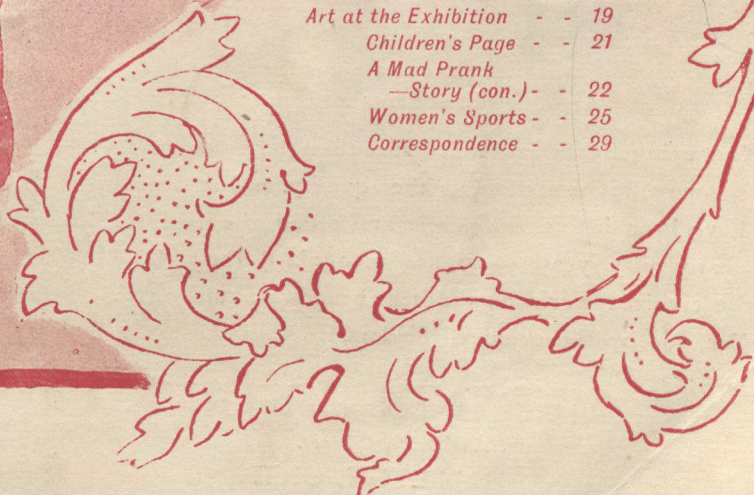 Art at the Exhibition - - 19
Children's Page - - 21
A Mad Prank
—Story (con.) - - 22
Women's Sports - - 25
Correspondence - - 29